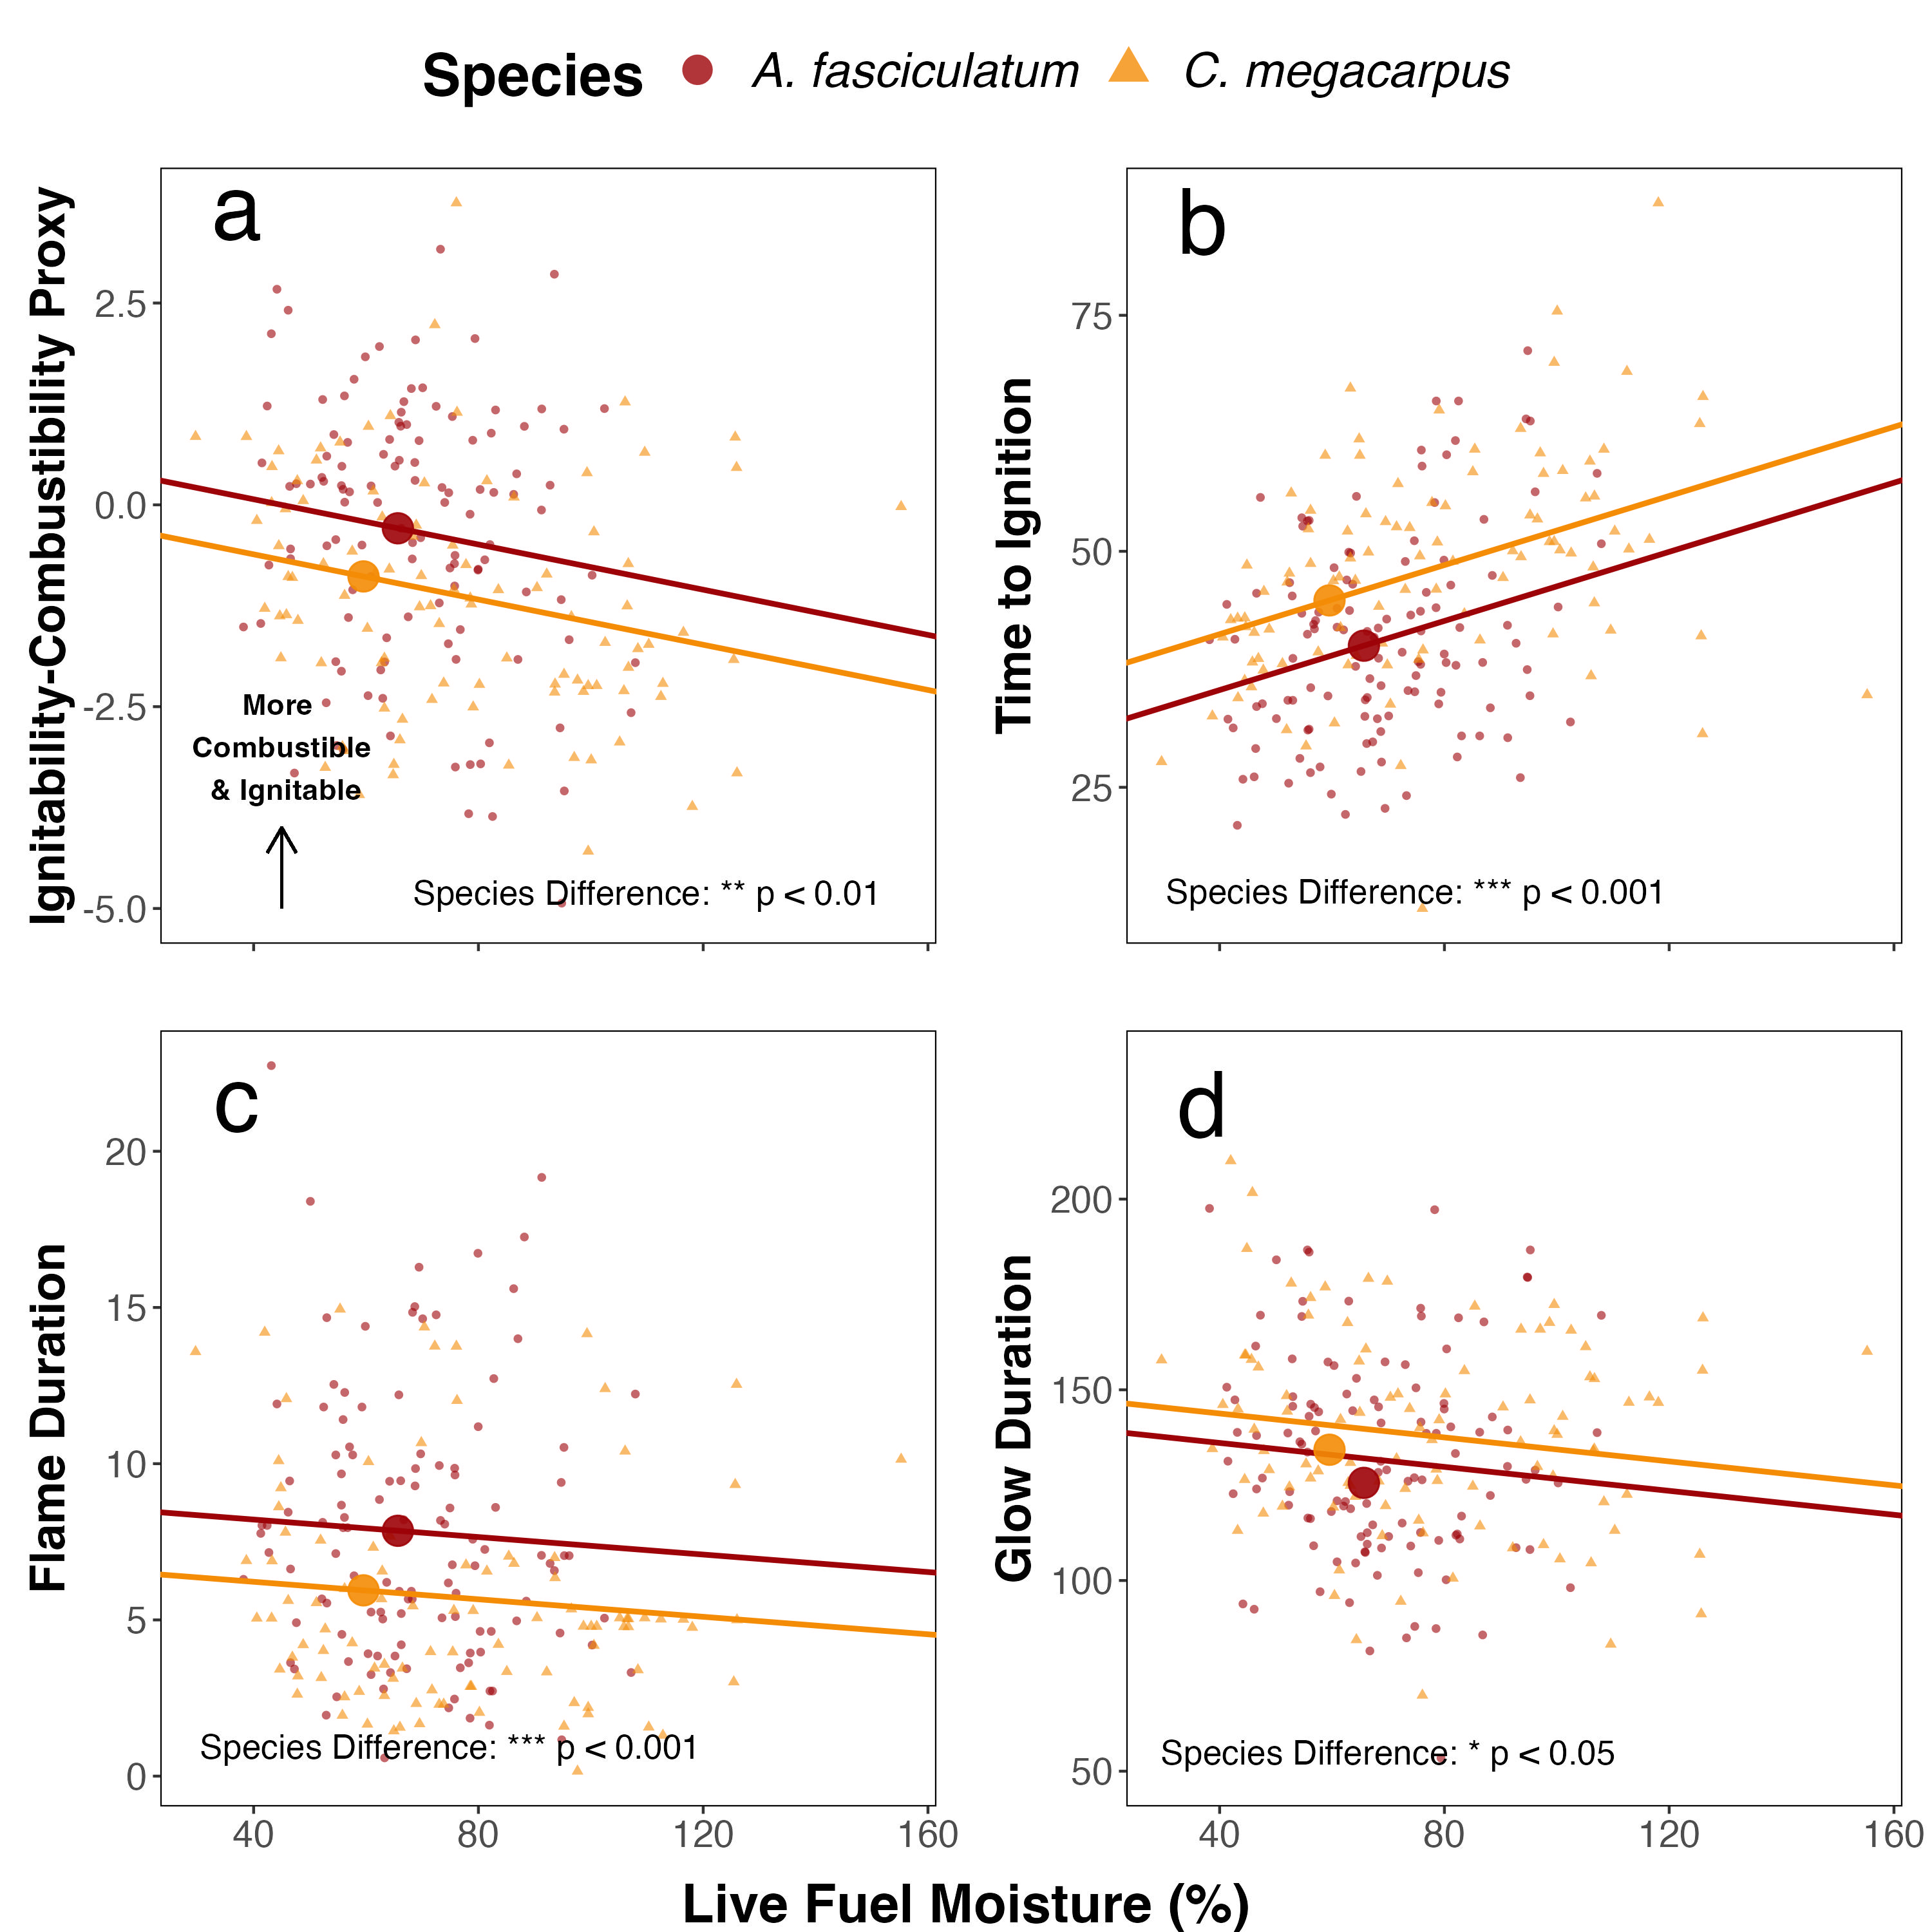 Species A. fasciculatum C. megacarpus
a
Ignitability-Combustibility Proxy
2.5
0.0
-2.5
-5.0
More
Combustible
& Ignitable
Species Difference: ** p < 0.01
b
Time to Ignition
75
50
25
Species Difference: *** p < 0.001
c
Flame Duration
20
15
10
5
0
Species Difference: *** p < 0.001
40 80 120 160
d
Glow Duration
200
150
100
50
Species Difference: * p < 0.05
40 80 120 160
Live Fuel Moisture (%)